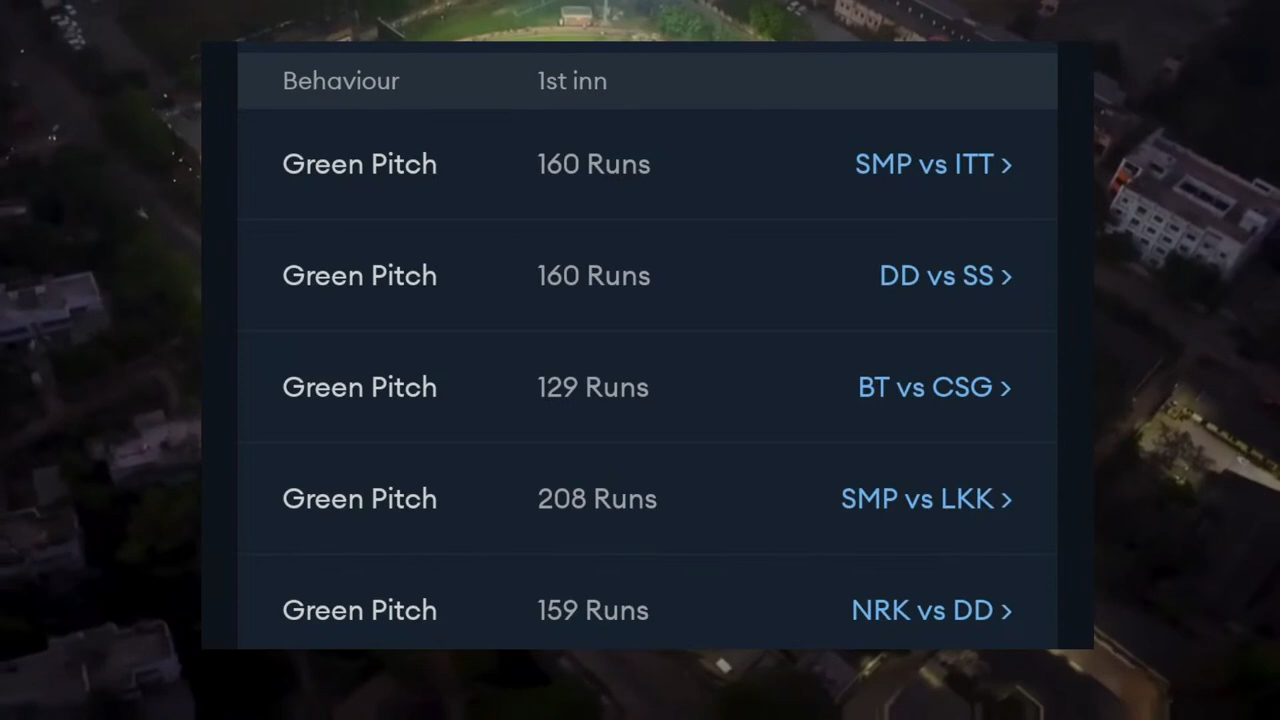 Behaviour 1st inn
Green Pitch 160 Runs SMP vs ITT >
Green Pitch 160 Runs DD vs SS >
Green Pitch 129 Runs BT vs CSG >
Green Pitch 208 Runs SMP vs LKK >
Green Pitch 159 Runs NRK vs DD >